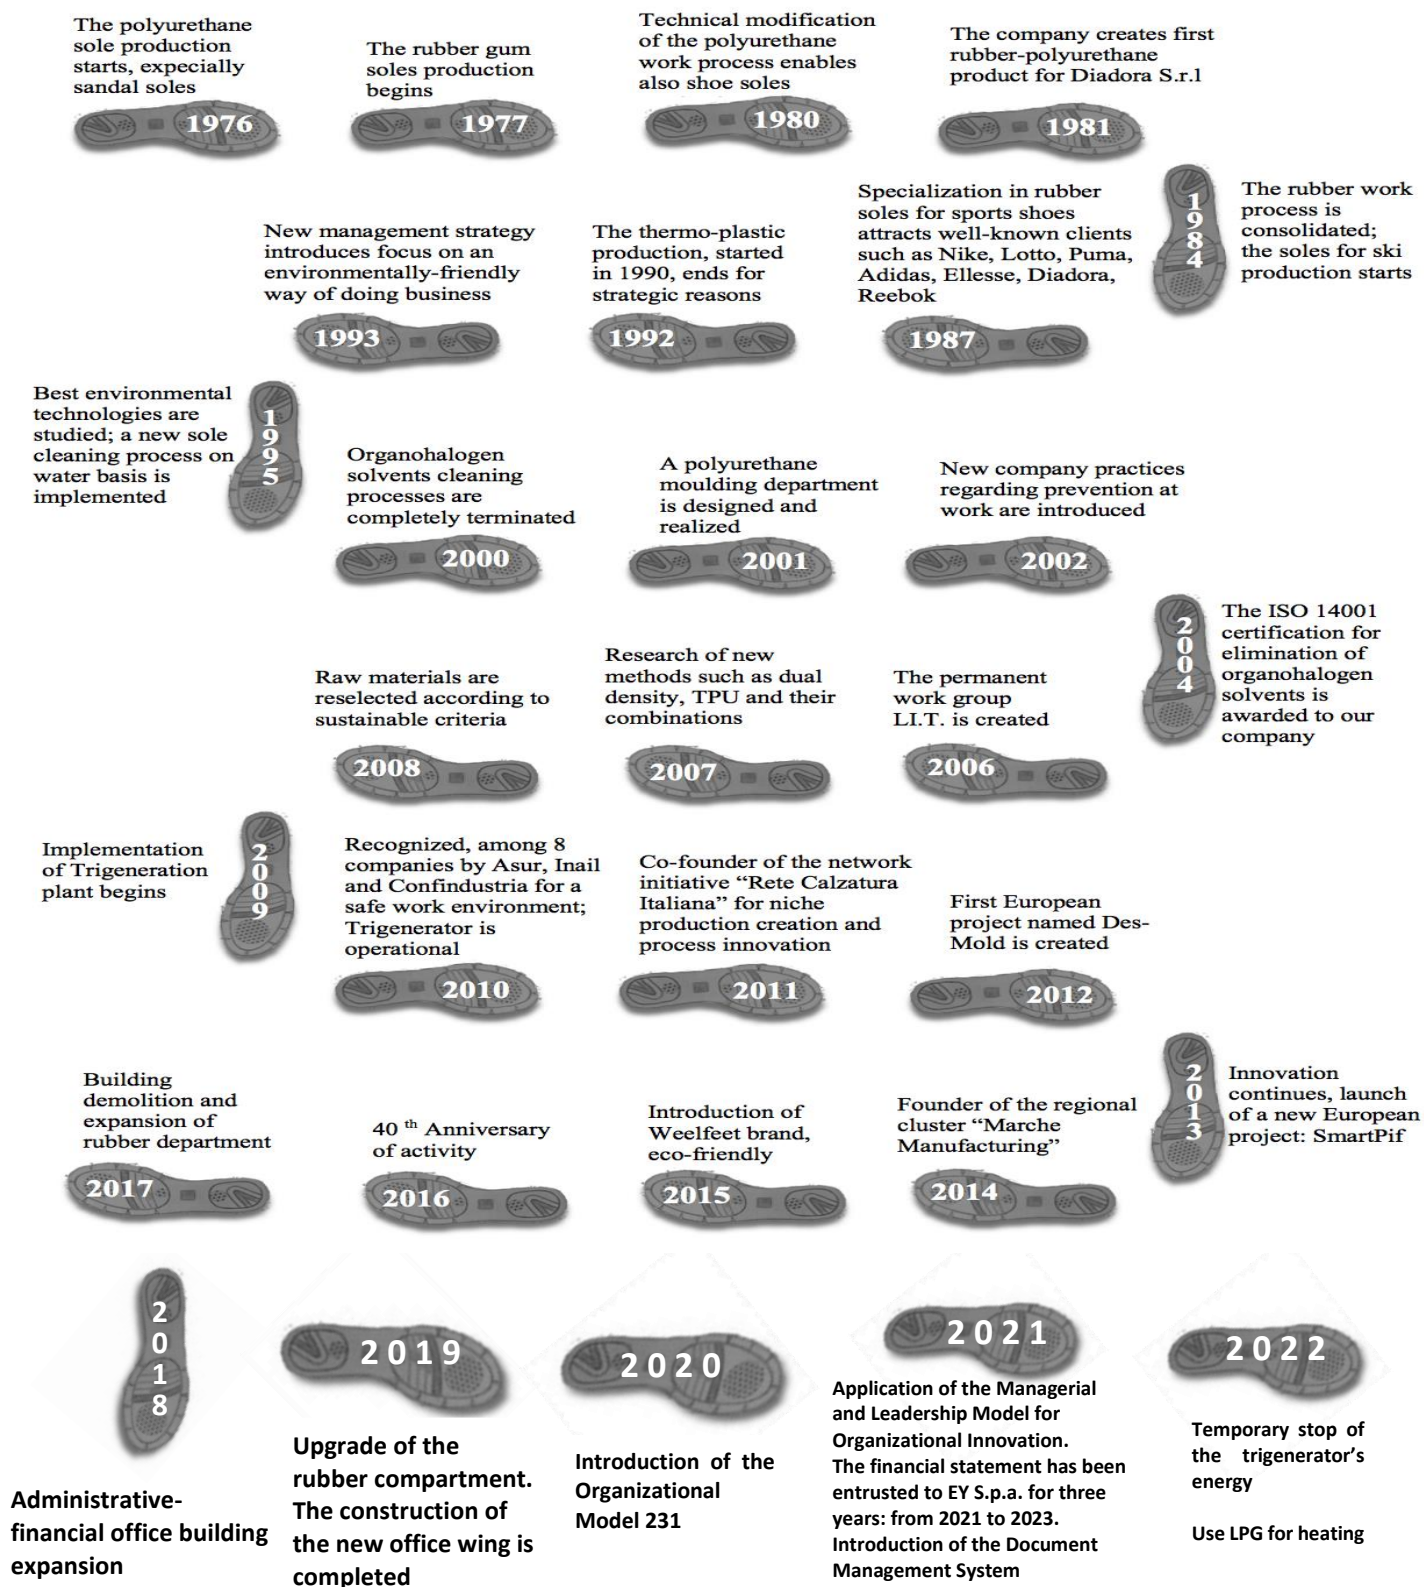 The polyurethane
sole production
starts, expecially
sandal soles
1976
The rubber gum
soles production
begins
1977
Technical modification
of the polyurethane
work process enables
also shoe soles
1980
The company creates first
rubber-polyurethane
product for Diadora S.r.l
1981
1984
The rubber work
process is
consolidated;
the soles for ski
production starts
Specialization in rubber
soles for sports shoes
attracts well-known clients
such as Nike, Lotto, Puma,
Adidas, Ellesse, Diadora,
Reebok
1987
The thermo-plastic
production, started
in 1990, ends for
strategic reasons
1992
New management strategy
introduces focus on an
environmentally-friendly
way of doing business
1993
Best environmental
technologies are
studied; a new sole
cleaning process on
water basis is
implemented
1995
Organohalogen
solvents cleaning
processes are
completely terminated
2000
A polyurethane
moulding department
is designed and
realized
2001
New company practices
regarding prevention at
work are introduced
2002
2004
The ISO 14001
certification for
elimination of
organohalogen
solvents is
awarded to our
company
The permanent
work group
LI.T. is created
2006
Research of new
methods such as dual
density, TPU and their
combinations
2007
Raw materials are
reselected according to
sustainable criteria
2008
Implementation
of Trigeneration
plant begins
2009
Recognized, among 8
companies by Asur, Inail
and Confindustria for a
safe work environment;
Trigenerator is
operational
2010
Co-founder of the network
initiative “Rete Calzatura
Italiana” for niche
production creation and
process innovation
2011
First European
project named Des-
Mold is created
2012
2013
Innovation
continues, launch
of a new European
project: SmartPif
Founder of the regional
cluster “Marche
Manufacturing”
2014
Introduction of
Weelfeet brand,
eco-friendly
2015
40 th Anniversary
of activity
2016
Building
demolition and
expansion of
rubber department
2017
2018
Administrative-
financial office building
expansion
2019
Upgrade of the
rubber compartment.
The construction of
the new office wing is
completed
2020
Introduction of the
Organizational
Model 231
2021
Application of the Managerial
and Leadership Model for
Organizational Innovation.
The financial statement has been
entrusted to EY S.p.a. for three
years: from 2021 to 2023.
Introduction of the Document
Management System
2022
Temporary stop of
the trigenerator’s
energy
Use LPG for heating